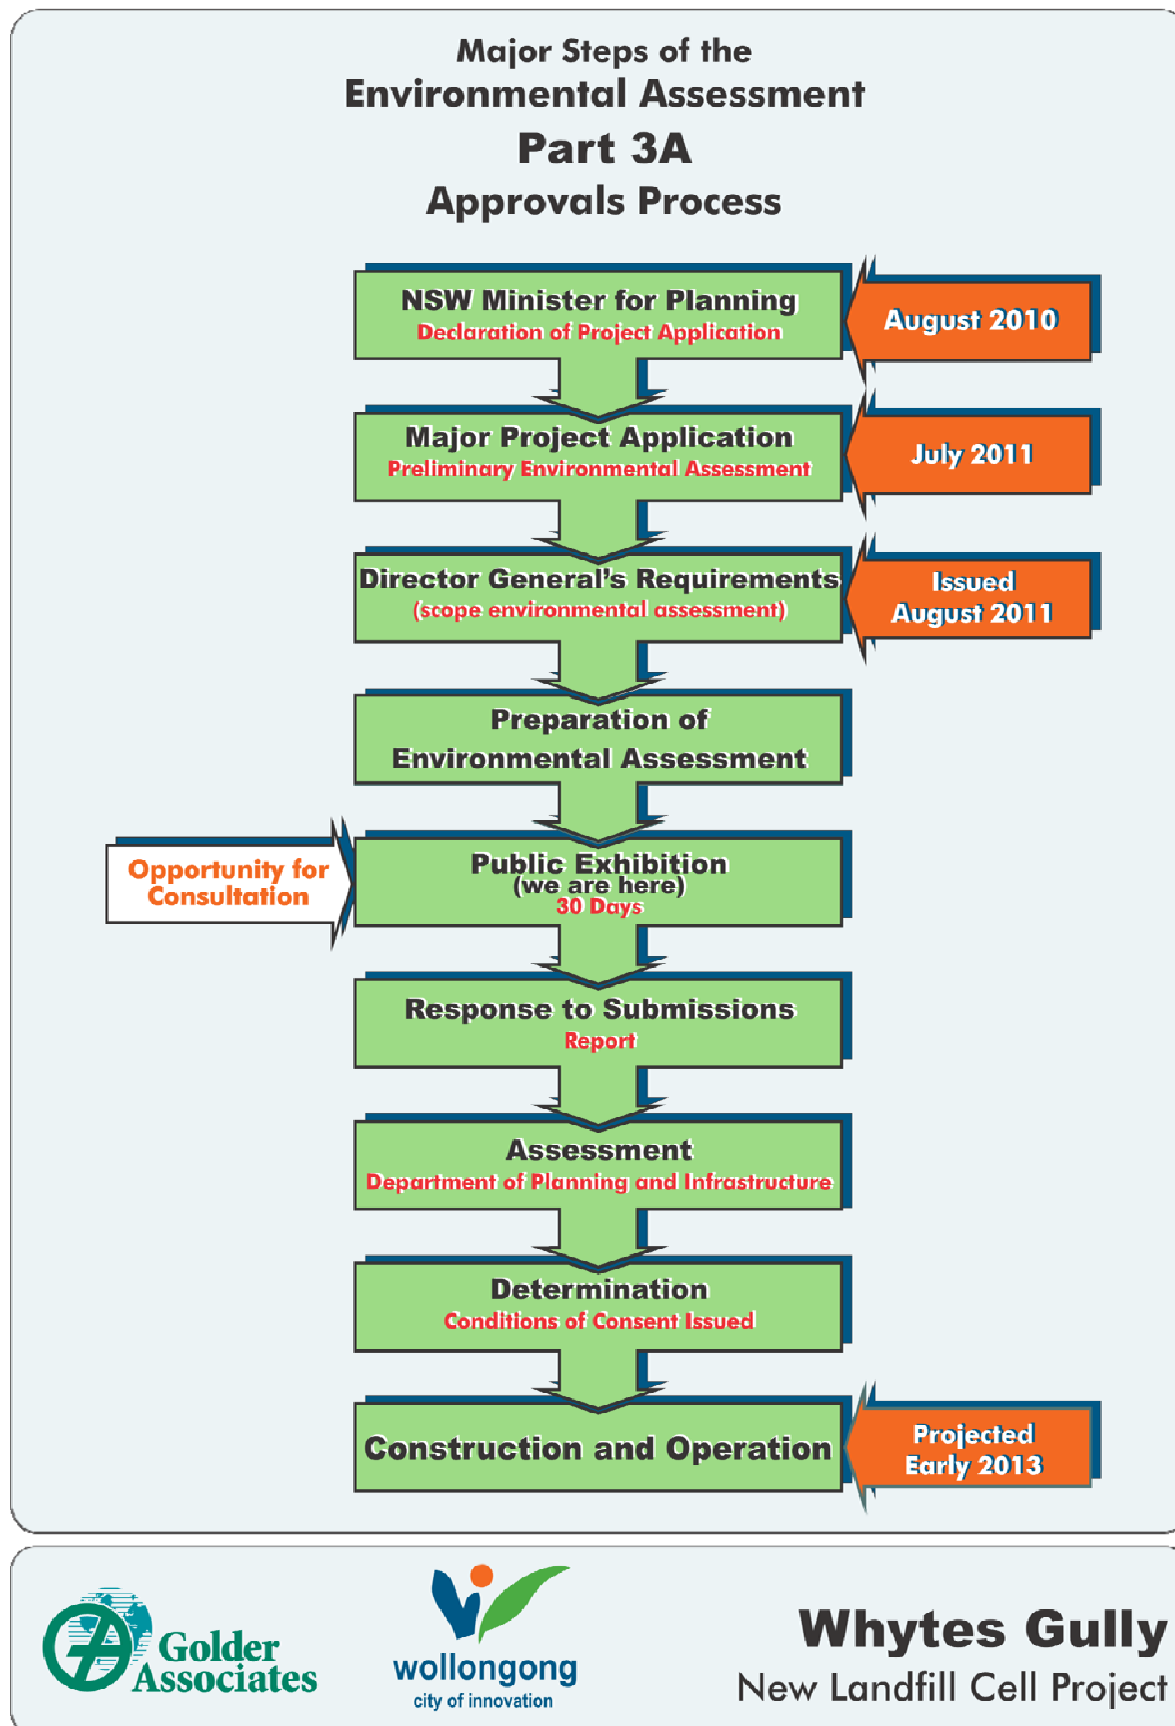 Major Steps of the
Environmental Assessment
Part 3A
Approvals Process
NSW Minister for Planning
Declaration of Project Application
August 2010
Major Project Application
Preliminary Environmental Assessment
July 2011
Director General's Requirements
(scope environmental assessment)
Issued
August 2011
Preparation of
Environmental Assessment
Opportunity for
Consultation
Public Exhibition
(we are here)
30 Days
Response to Submissions
Report
Assessment
Department of Planning and Infrastructure
Determination
Conditions of Consent Issued
Construction and Operation
Projected
Early 2013
Golder
Associates
wollongong
city of innovation
Whytes Gully
New Landfill Cell Project